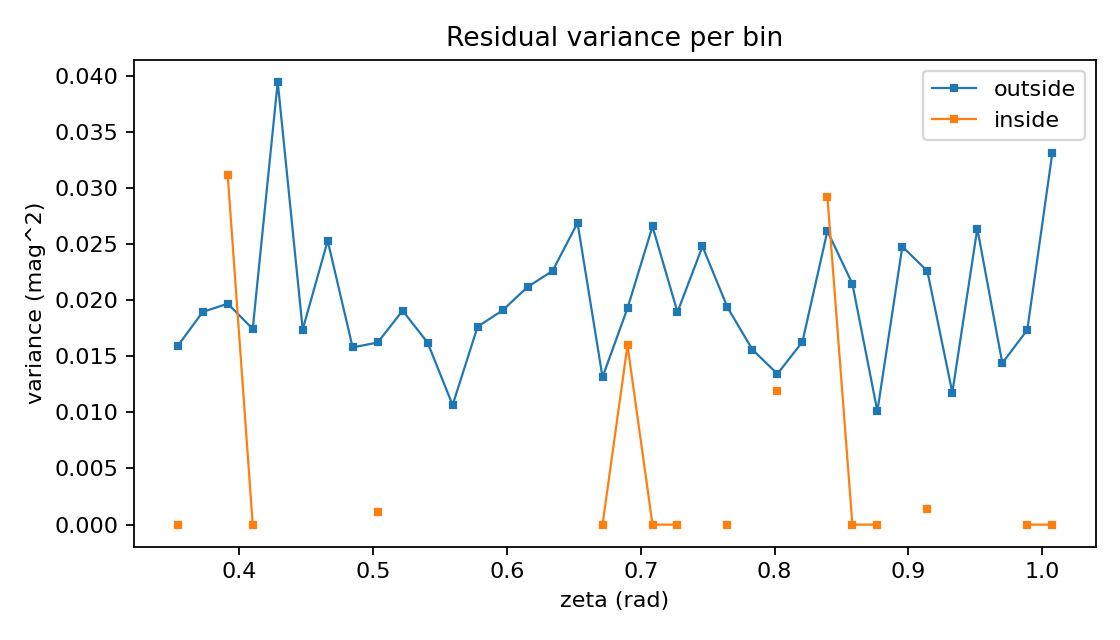 Residual variance per bin
outside
inside
variance (mag^2)
0.040
0.035
0.030
0.025
0.020
0.015
0.010
0.005
0.000
0.4 0.5 0.6 0.7 0.8 0.9 1.0
zeta (rad)